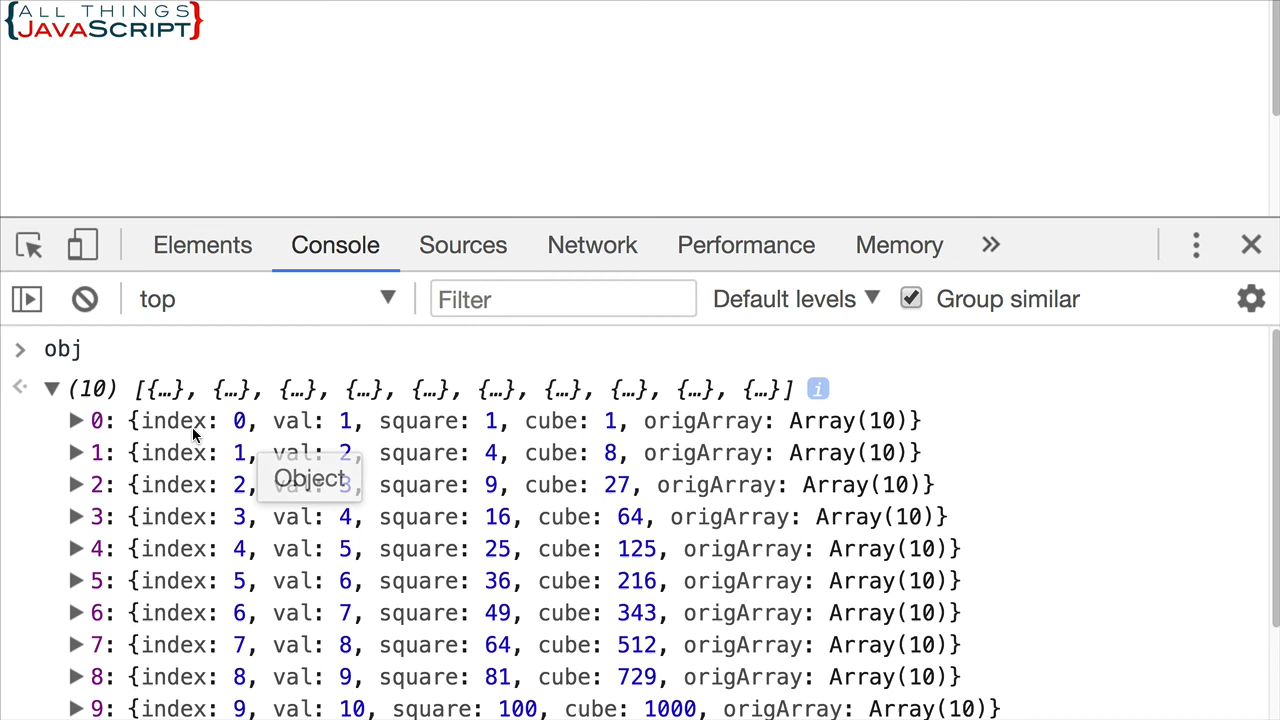 {ALL THINGS
JAVASCRIPT}
Elements Console Sources Network Performance Memory »
top Filter Default levels Group similar
> obj
(10) [{…}, {…}, {…}, {…}, {…}, {…}, {…}, {…}, {…}, {…}] i
0: {index: 0, val: 1, square: 1, cube: 1, origArray: Array(10)}
1: {index: 1, val: 2, square: 4, cube: 8, origArray: Array(10)}
Object
2: {index: 2, val: 3, square: 9, cube: 27, origArray: Array(10)}
3: {index: 3, val: 4, square: 16, cube: 64, origArray: Array(10)}
4: {index: 4, val: 5, square: 25, cube: 125, origArray: Array(10)}
5: {index: 5, val: 6, square: 36, cube: 216, origArray: Array(10)}
6: {index: 6, val: 7, square: 49, cube: 343, origArray: Array(10)}
7: {index: 7, val: 8, square: 64, cube: 512, origArray: Array(10)}
8: {index: 8, val: 9, square: 81, cube: 729, origArray: Array(10)}
9: {index: 9, val: 10, square: 100, cube: 1000, origArray: Array(10)}